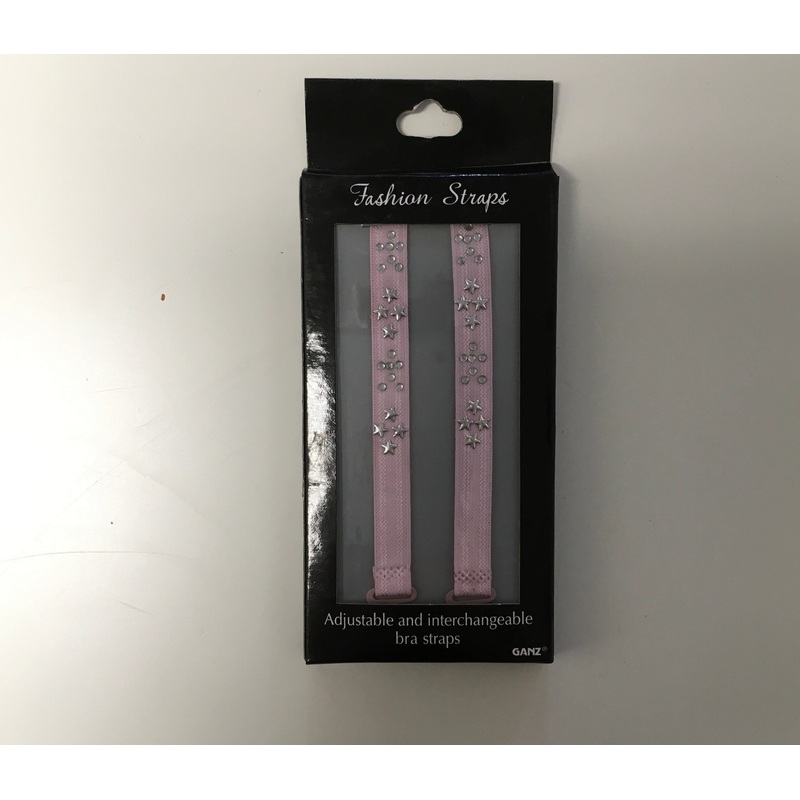 Fashion Straps
Adjustable and interchangeable
bra straps
GANZ®